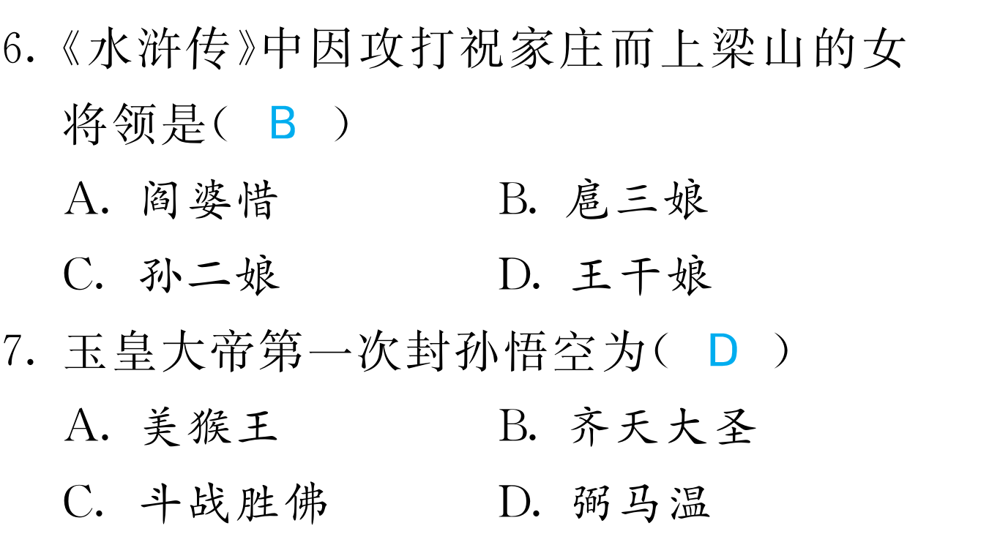 6. 《水浒传》中因攻打祝家庄而上梁山的女
将领是( B )
A. 阎婆惜 B. 扈三娘
C. 孙二娘 D. 王干娘
7. 玉皇大帝第一次封孙悟空为( D )
A. 美猴王 B. 齐天大圣
C. 斗战胜佛 D. 弼马温